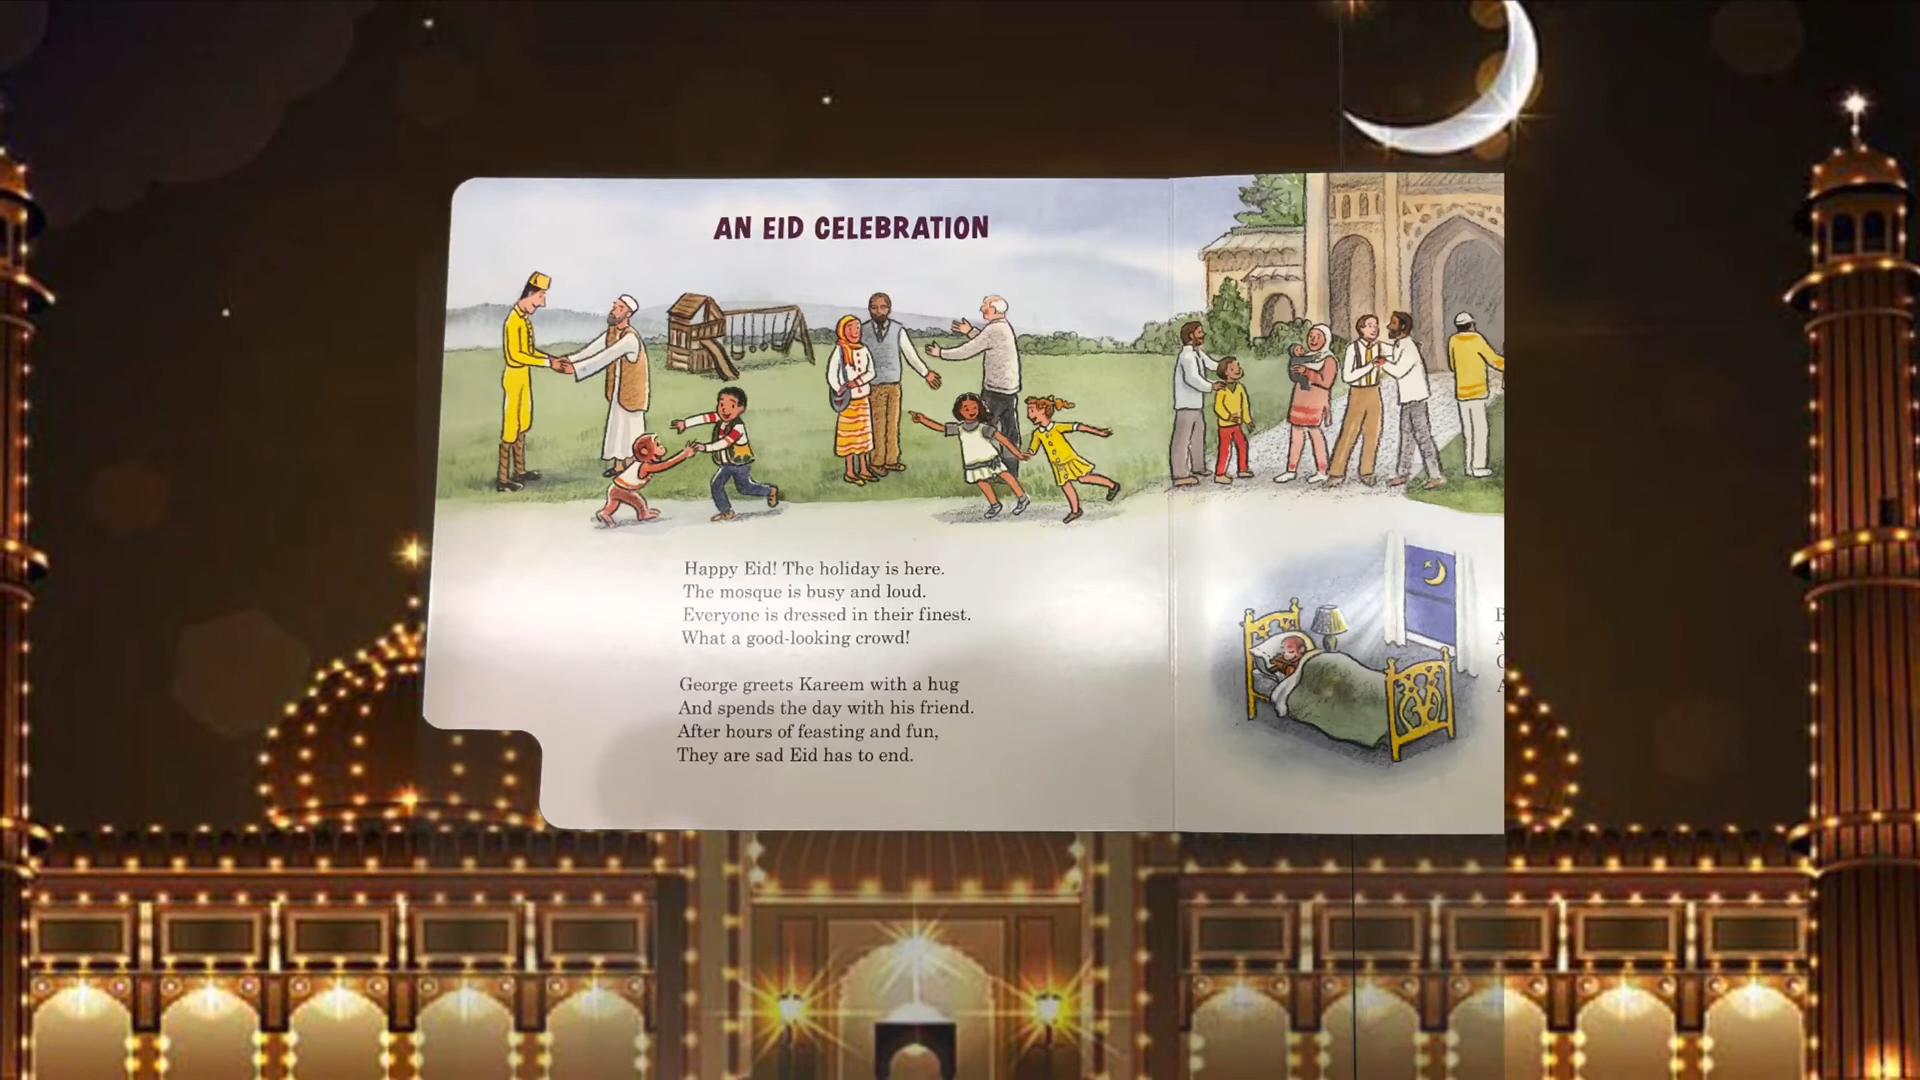 AN EID CELEBRATION
Happy Eid! The holiday is here.
The mosque is busy and loud.
Everyone is dressed in their finest.
What a good-looking crowd!
George greets Kareem with a hug
And spends the day with his friend.
After hours of feasting and fun,
They are sad Eid has to end.